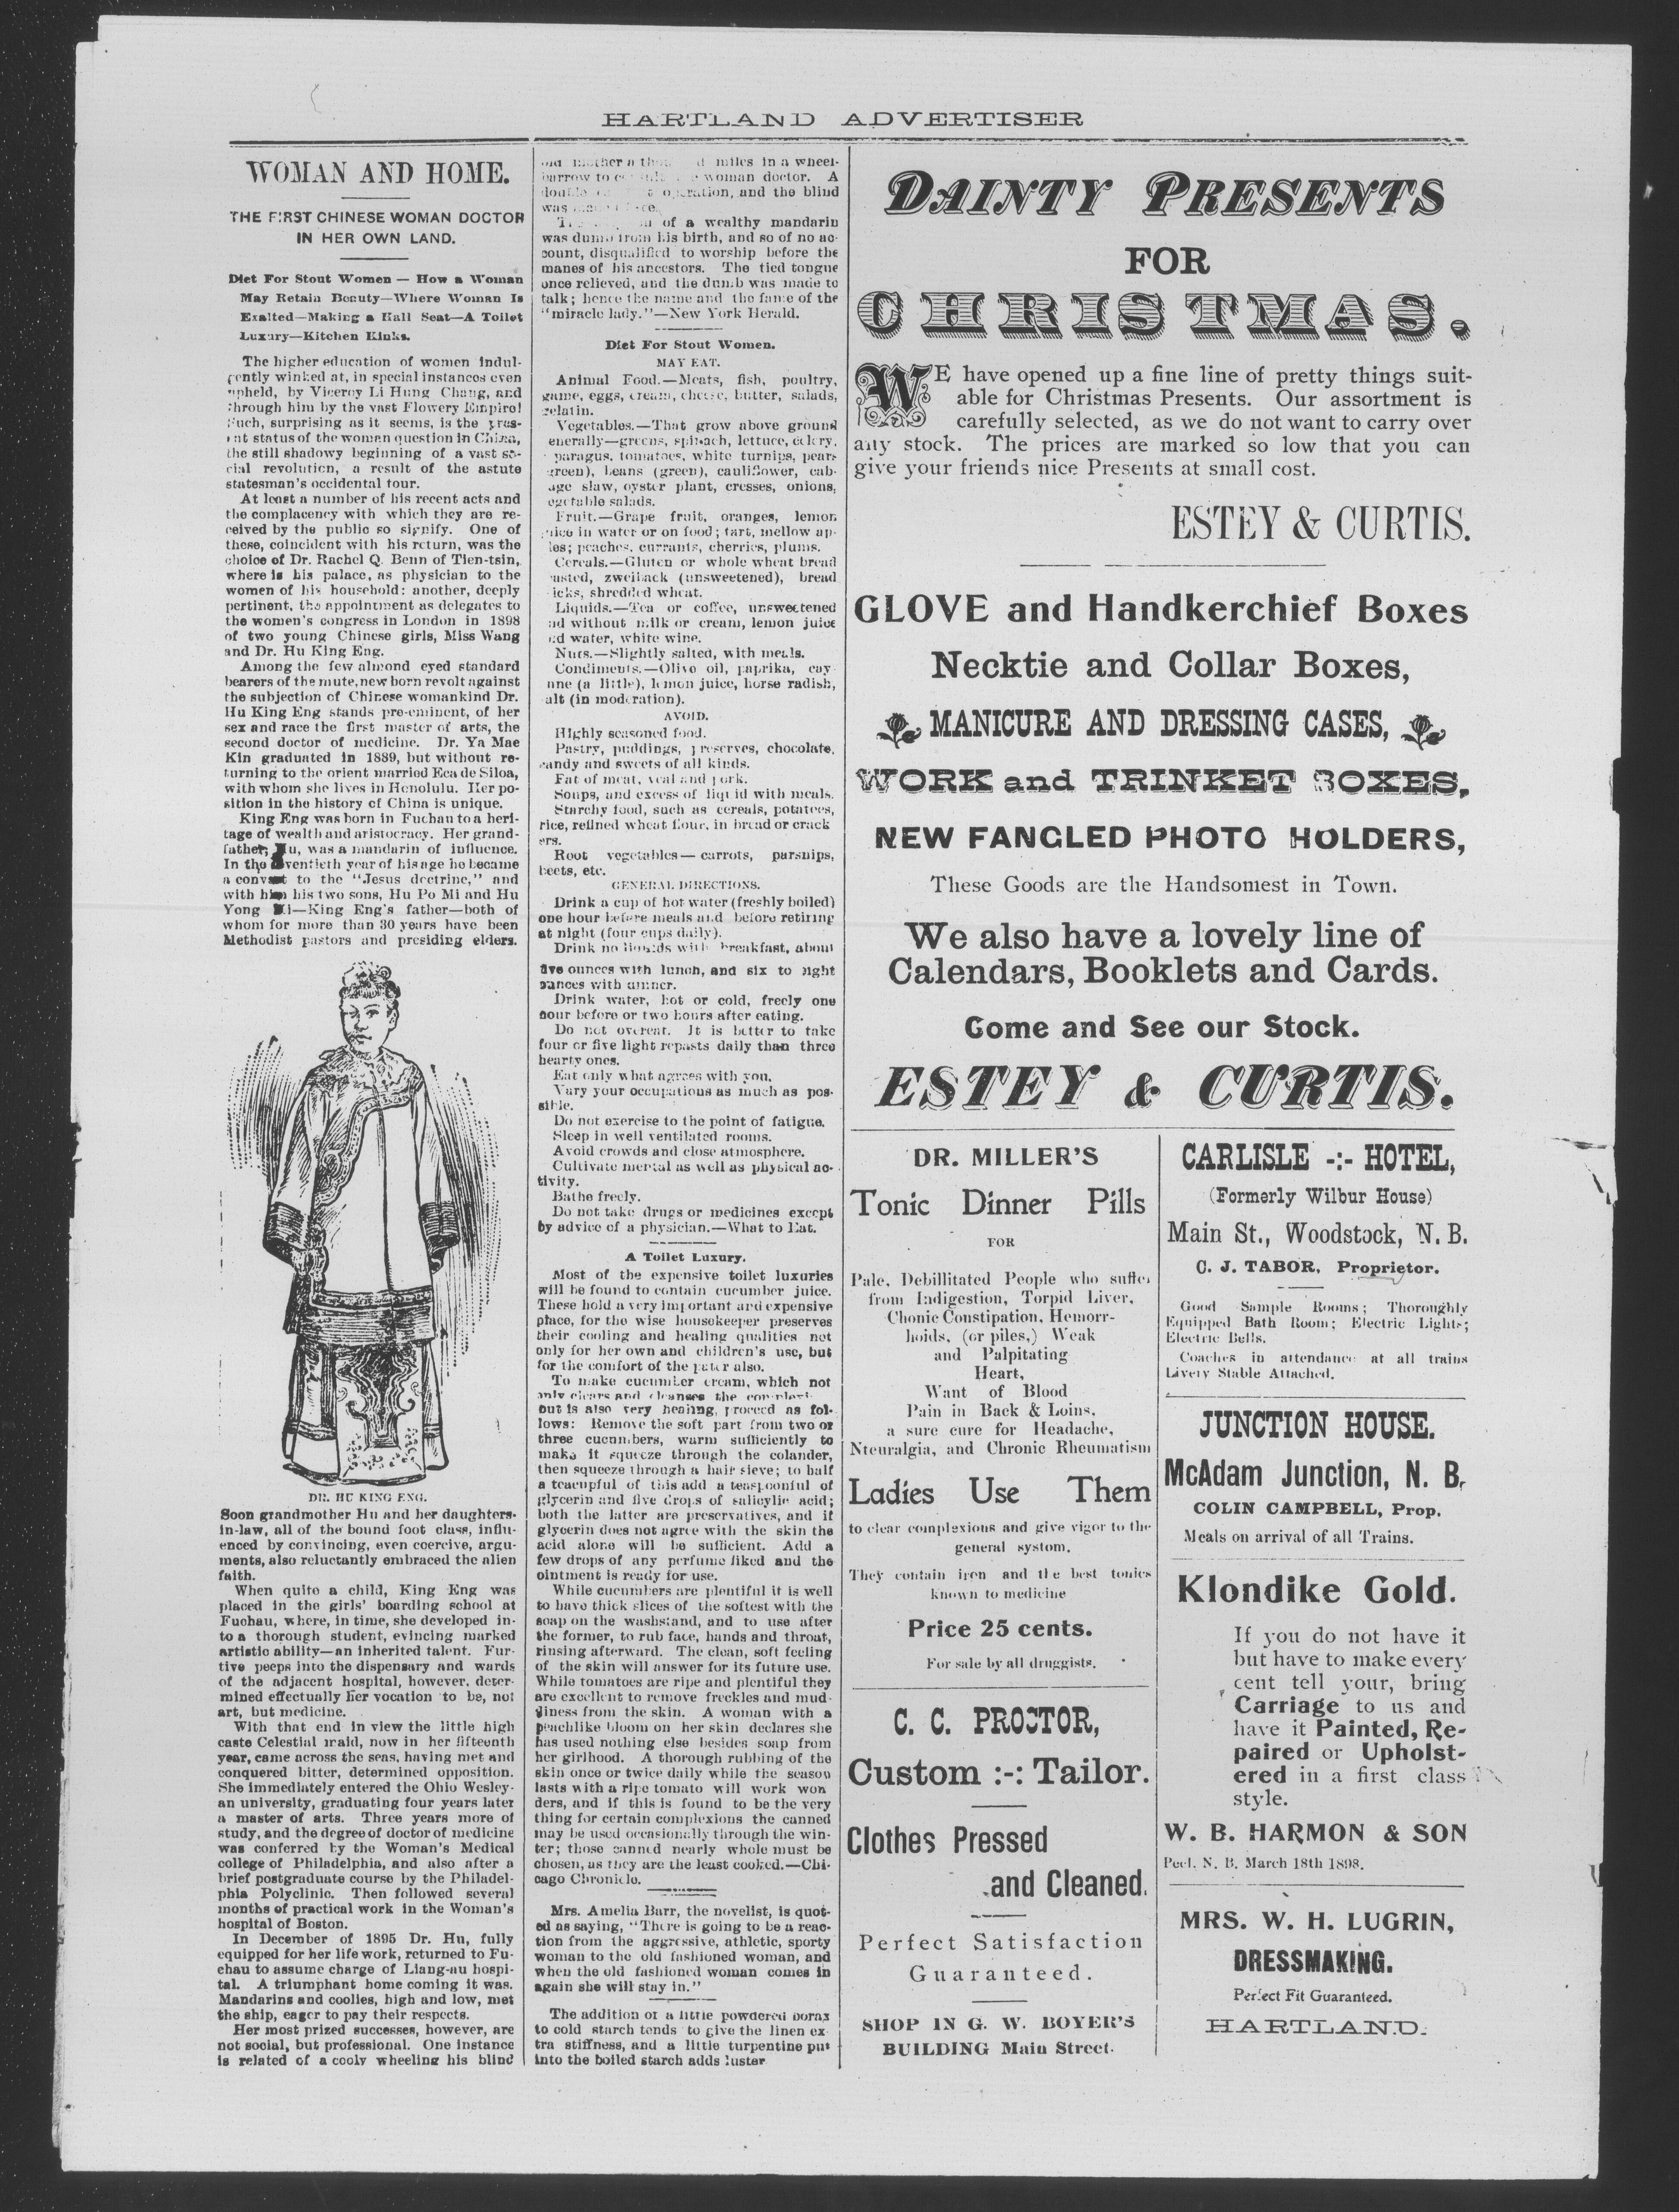 HARTLAND ADVERTISER
WOMAN AND HOME.
THE FIRST CHINESE WOMAN DOCTOR
IN HER OWN LAND.
Diet For Stout Women — How a Woman
May Retain Beauty—Where Woman Is
Exalted—Making a Hall Seat—A Toilet
Luxury—Kitchen Kinks.
The higher education of women indul-
gently winked at, in special instances even
upheld, by Viceroy Li Hung Chang, and
through him by the vast Flowery Empire!
Such, surprising as it seems, is the pres-
ent status of the woman question in China,
the still shadowy beginning of a vast so-
cial revolution, a result of the astute
statesman's occidental tour.
At least a number of his recent acts and
the complacency with which they are re-
ceived by the public so signify. One of
these, coincident with his return, was the
choice of Dr. Rachel Q. Benn of Tien-tsin,
where is his palace, as physician to the
women of his household: another, deeply
pertinent, the appointment as delegates to
the women's congress in London in 1898
of two young Chinese girls, Miss Wang
and Dr. Hu King Eng.
Among the few almond eyed standard
bearers of the mute, new born revolt against
the subjection of Chinese womankind Dr.
Hu King Eng stands pre-eminent, of her
sex and race the first master of arts, the
second doctor of medicine. Dr. Ya Mae
Kin graduated in 1889, but without re-
turning to the orient married Eca de Siloa,
with whom she lives in Honolulu. Her po-
sition in the history of China is unique.
King Eng was born in Fuchau to a heri-
tage of wealth and aristocracy. Her grand-
father, Hu, was a mandarin of influence.
In the seventieth year of his age he became
a convert to the "Jesus doctrine," and
with him his two sons, Hu Po Mi and Hu
Yong Mi—King Eng's father—both of
whom for more than 30 years have been
Methodist pastors and presiding elders.
DR. HU KING ENG.
Soon grandmother Hu and her daughters-
in-law, all of the bound foot class, influ-
enced by convincing, even coercive, argu-
ments, also reluctantly embraced the alien
faith.
When quite a child, King Eng was
placed in the girls' boarding school at
Fuchau, where, in time, she developed in-
to a thorough student, evincing marked
artistic ability—an inherited talent. Fur-
tive peeps into the dispensary and wards
of the adjacent hospital, however, deter-
mined effectually her vocation to be, not
art, but medicine.
With that end in view the little high
caste Celestial maid, now in her fifteenth
year, came across the seas, having met and
conquered bitter, determined opposition.
She immediately entered the Ohio Wesley-
an university, graduating four years later
a master of arts. Three years more of
study, and the degree of doctor of medicine
was conferred by the Woman's Medical
college of Philadelphia, and also after a
brief postgraduate course by the Philadel-
phia Polyclinic. Then followed several
months of practical work in the Woman's
hospital of Boston.
In December of 1895 Dr. Hu, fully
equipped for her life work, returned to Fu-
chau to assume charge of Liang-au hospi-
tal. A triumphant home coming it was.
Mandarins and coolies, high and low, met
the ship, eager to pay their respects.
Her most prized successes, however, are
not social, but professional. One instance
is related of a cooly wheeling his blind
old mother a miles in a wheel-
barrow to woman doctor. A
double operation, and the blind
was
of a wealthy mandarin
was dumb from his birth, and so of no ac-
count, disqualified to worship before the
manes of his ancestors. The tied tongue
once relieved, and the dumb was made to
talk; hence the name and the fame of the
"miracle lady."—New York Herald.
Diet For Stout Women.
MAY EAT.
Animal Food.—Meats, fish, poultry,
game, eggs, cream, cheese, butter, salads,
gelatin.
Vegetables.—That grow above ground
enerally—greens, spinach, lettuce, celery,
paragus, tomatoes, white turnips, pears
green), beans (green), cauliflower, cab-
age slaw, oyster plant, cresses, onions,
egetable salads.
Fruit.—Grape fruit, oranges, lemon
juice in water or on food; tart, mellow ap-
les; peaches, currants, cherries, plums.
Cereals.—Gluten or whole wheat bread
asted, zweiback (unsweetened), bread
icks, shredded wheat.
Liquids.—Tea or coffee, unsweetened
nd without milk or cream, lemon juice
nd water, white wine.
Nuts.—Slightly salted, with meals.
Condiments.—Olive oil, paprika, cay-
nne (a little), lemon juice, horse radish,
alt (in moderation).
AVOID.
Highly seasoned food.
Pastry, puddings, preserves, chocolate,
candy and sweets of all kinds.
Fat of meat, veal and pork.
Soups, and excess of liquid with meals.
Starchy food, such as cereals, potatoes,
rice, refined wheat flour, in bread or crack
ers.
Root vegetables — carrots, parsnips,
beets, etc.
GENERAL DIRECTIONS.
Drink a cup of hot water (freshly boiled)
one hour before meals and before retiring
at night (four cups daily).
Drink no liquids with breakfast, about
five ounces with lunch, and six to eight
ounces with dinner.
Drink water, hot or cold, freely one
hour before or two hours after eating.
Do not overeat. It is better to take
four or five light repasts daily than three
hearty ones.
Eat only what agrees with you.
Vary your occupations as much as pos-
sible.
Do not exercise to the point of fatigue.
Sleep in well ventilated rooms.
Avoid crowds and close atmosphere.
Cultivate mental as well as physical ac-
tivity.
Bathe freely.
Do not take drugs or medicines except
by advice of a physician.—What to Eat.
A Toilet Luxury.
Most of the expensive toilet luxuries
will be found to contain cucumber juice.
These hold a very important and expensive
place, for the wise housekeeper preserves
their cooling and healing qualities not
only for her own and children's use, but
for the comfort of the pater also.
To make cucumber cream, which not
only clears and cleanses the complexi
but is also very healing, proceed as fol-
lows: Remove the soft part from two or
three cucumbers, warm sufficiently to
make it squeeze through the colander,
then squeeze through a hair sieve; to half
a teacupful of this add a teaspoonful of
glycerin and five drops of salicylic acid;
both the latter are preservatives, and if
glycerin does not agree with the skin the
acid alone will be sufficient. Add a
few drops of any perfume liked and the
ointment is ready for use.
While cucumbers are plentiful it is well
to have thick slices of the softest with the
soap on the washstand, and to use after
the former, to rub face, hands and throat,
rinsing afterward. The clean, soft feeling
of the skin will answer for its future use.
While tomatoes are ripe and plentiful they
are excellent to remove freckles and mud-
diness from the skin. A woman with a
peachlike bloom on her skin declares she
has used nothing else besides soap from
her girlhood. A thorough rubbing of the
skin once or twice daily while the season
lasts with a ripe tomato will work won
ders, and if this is found to be the very
thing for certain complexions the canned
may be used occasionally through the win-
ter; those canned nearly whole must be
chosen, as they are the least cooked.—Chi-
cago Chronicle.
Mrs. Amelia Barr, the novelist, is quot-
ed as saying, "There is going to be a reac-
tion from the aggressive, athletic, sporty
woman to the old fashioned woman, and
when the old fashioned woman comes in
again she will stay in."
The addition of a little powdered borax
to cold starch tends to give the linen ex
tra stiffness, and a little turpentine put
into the boiled starch adds luster
DAINTY PRESENTS
FOR
CHRISTMAS.
WE have opened up a fine line of pretty things suit-
able for Christmas Presents. Our assortment is
carefully selected, as we do not want to carry over
any stock. The prices are marked so low that you can
give your friends nice Presents at small cost.
ESTEY & CURTIS.
GLOVE and Handkerchief Boxes
Necktie and Collar Boxes,
MANICURE AND DRESSING CASES,
WORK and TRINKET BOXES,
NEW FANGLED PHOTO HOLDERS,
These Goods are the Handsomest in Town.
We also have a lovely line of
Calendars, Booklets and Cards.
Come and See our Stock.
ESTEY & CURTIS.
DR. MILLER'S
Tonic Dinner Pills
FOR
Pale, Debillitated People who suffer
from Indigestion, Torpid Liver,
Chonic Constipation, Hemorr-
hoids, (or piles,) Weak
and Palpitating
Heart,
Want of Blood
Pain in Back & Loins,
a sure cure for Headache,
Nteuralgia, and Chronic Rheumatism
Ladies Use Them
to clear complexions and give vigor to the
general systom.
They contain iron and the best tonics
known to medicine
Price 25 cents.
For sale by all druggists.
C. C. PROCTOR,
Custom :-: Tailor.
Clothes Pressed
and Cleaned.
Perfect Satisfaction
Guaranteed.
SHOP IN G. W. BOYER'S
BUILDING Main Street.
CARLISLE -:- HOTEL,
(Formerly Wilbur House)
Main St., Woodstock, N. B.
C. J. TABOR, Proprietor.
Good Sample Rooms; Thoroughly
Equipped Bath Room; Electric Lights;
Electric Bells.
Coaches in attendance at all trains
Livery Stable Attached.
JUNCTION HOUSE.
McAdam Junction, N. B,
COLIN CAMPBELL, Prop.
Meals on arrival of all Trains.
Klondike Gold.
If you do not have it
but have to make every
cent tell your, bring
Carriage to us and
have it Painted, Re-
paired or Upholst-
ered in a first class
style.
W. B. HARMON & SON
Peel, N. B. March 18th 1898.
MRS. W. H. LUGRIN,
DRESSMAKING.
Perfect Fit Guaranteed.
HARTLAND.